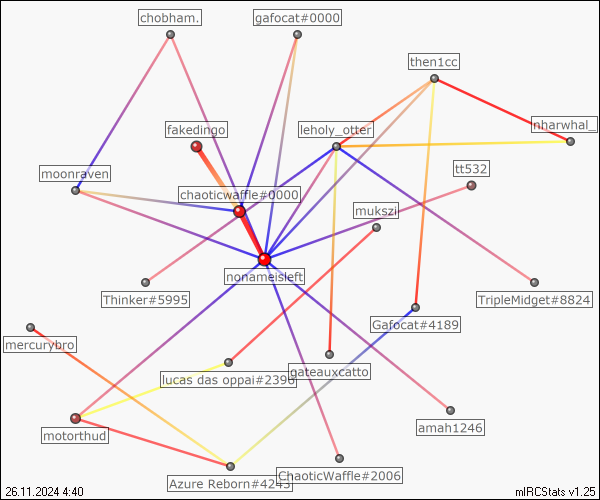 chobham.
gafocat#0000
then1cc
fakedingo
leholy_otter
nharwhal_
moonraven
chaoticwaffle#0000
tt532
mukszi
nonameisleft
Thinker#5995
TripleMidget#8824
Gafocat#4189
mercurybro
lucas das oppai#2396
gateauxcatto
motorthud
amah1246
Azure Reborn#4243
ChaoticWaffle#2006
26.11.2024 4:40
mIRCStats v1.25